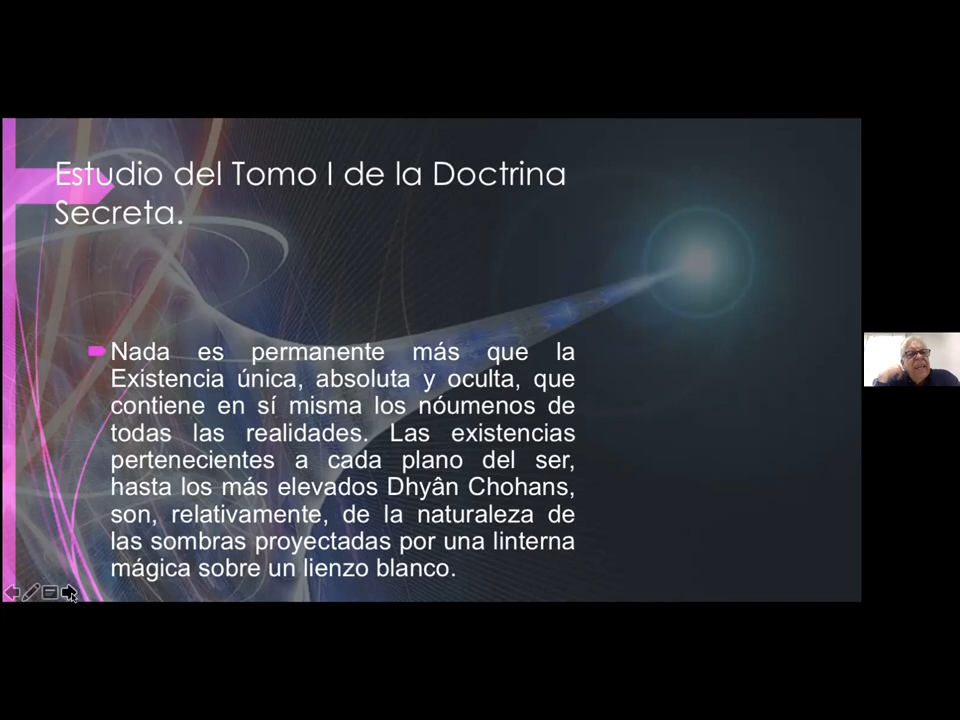 Estudio del Tomo I de la Doctrina
Secreta.
Nada es permanente más que la
Existencia única, absoluta y oculta, que
contiene en sí misma los nóumenos de
todas las realidades. Las existencias
pertenecientes a cada plano del ser,
hasta los más elevados Dhyân Chohans,
son, relativamente, de la naturaleza de
las sombras proyectadas por una linterna
mágica sobre un lienzo blanco.